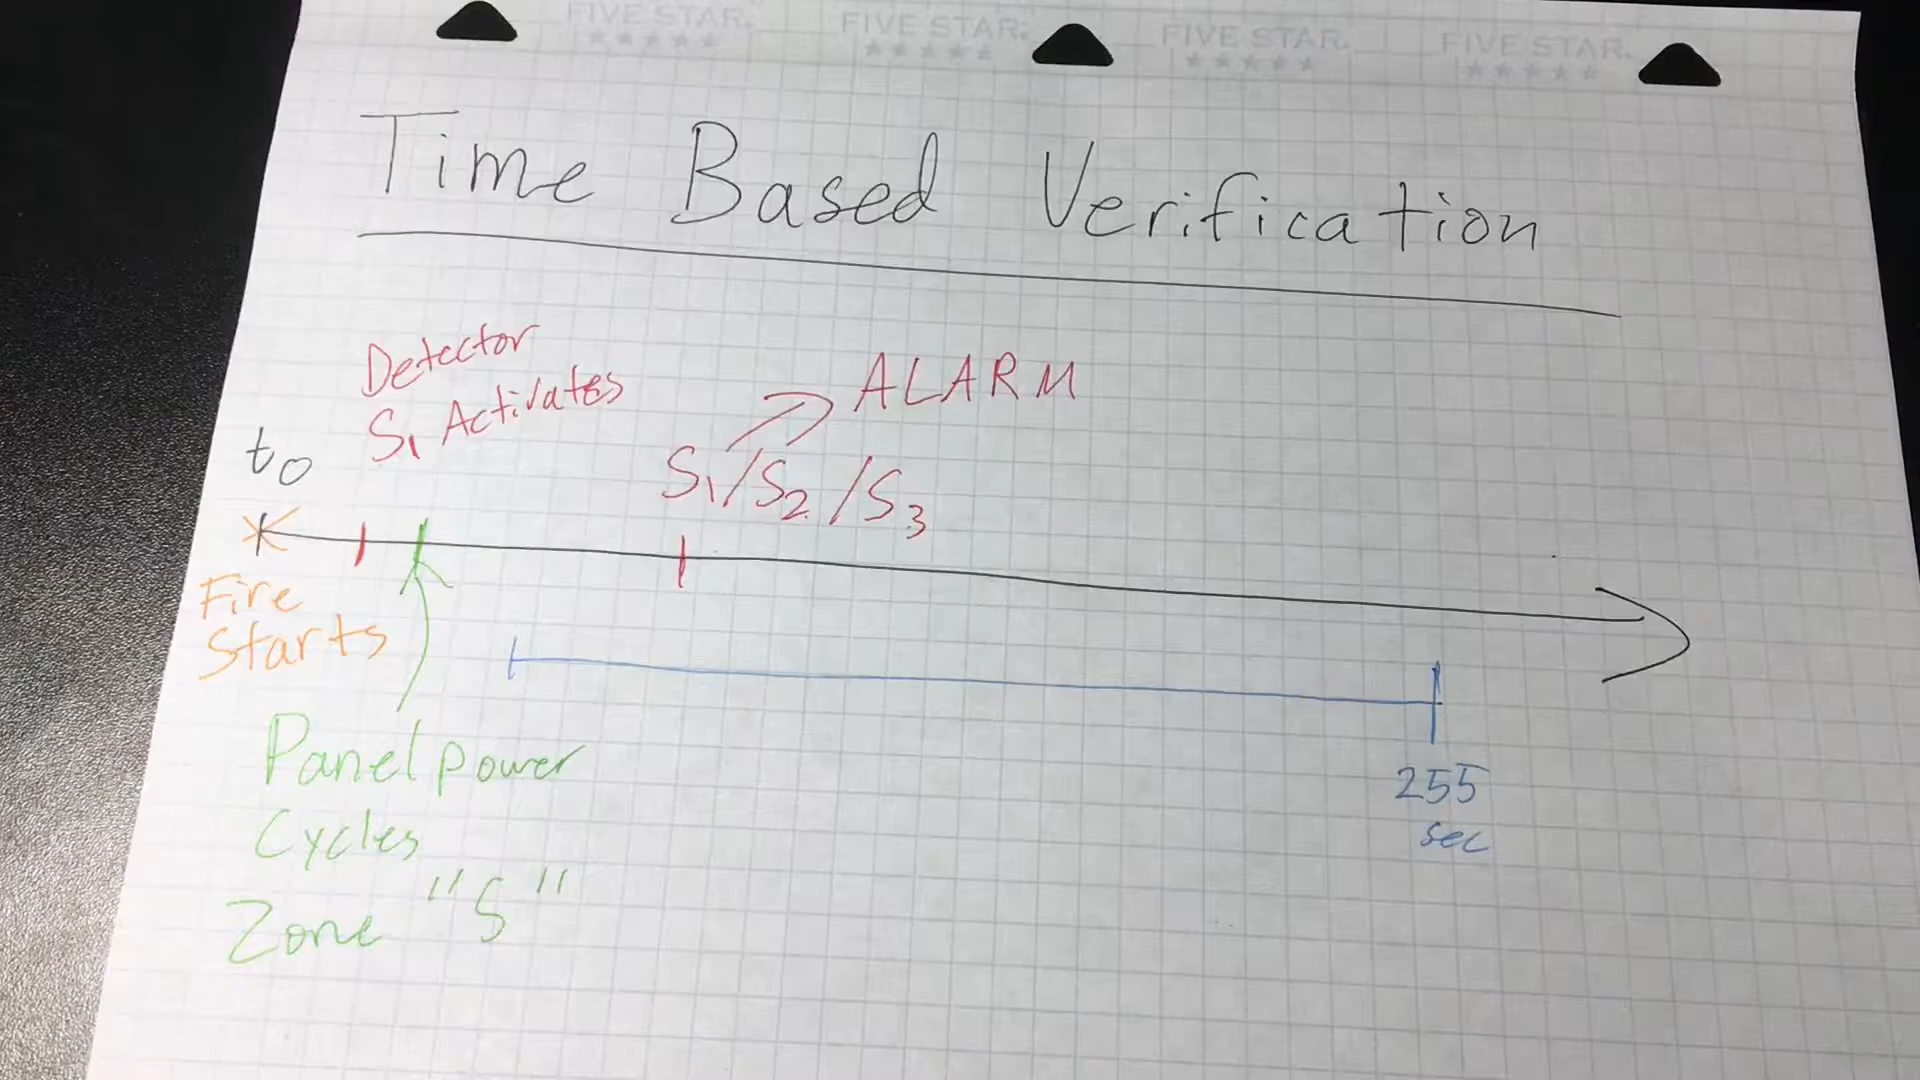 FIVE STAR. FIVE STAR. FIVE STAR. FIVE STAR.
Time Based Verification
Detector
S1 Activates
ALARM
to
S1/S2/S3
Fire
Starts
Panel power
Cycles
Zone "S"
255
sec